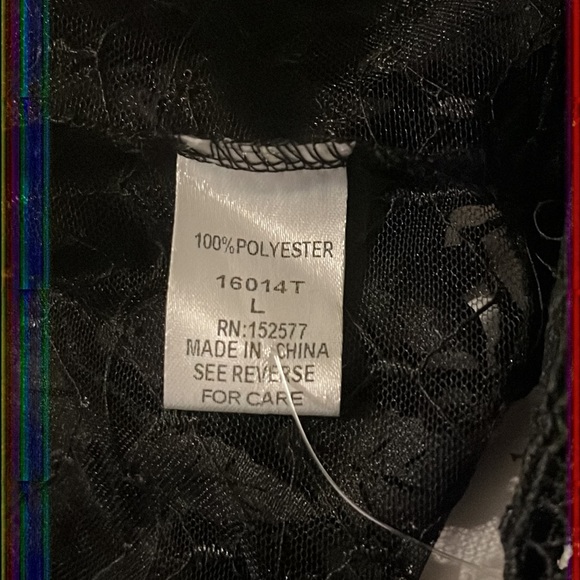 100%POLYESTER
16014T
L
RN:152577
MADE IN CHINA
SEE REVERSE
FOR CARE